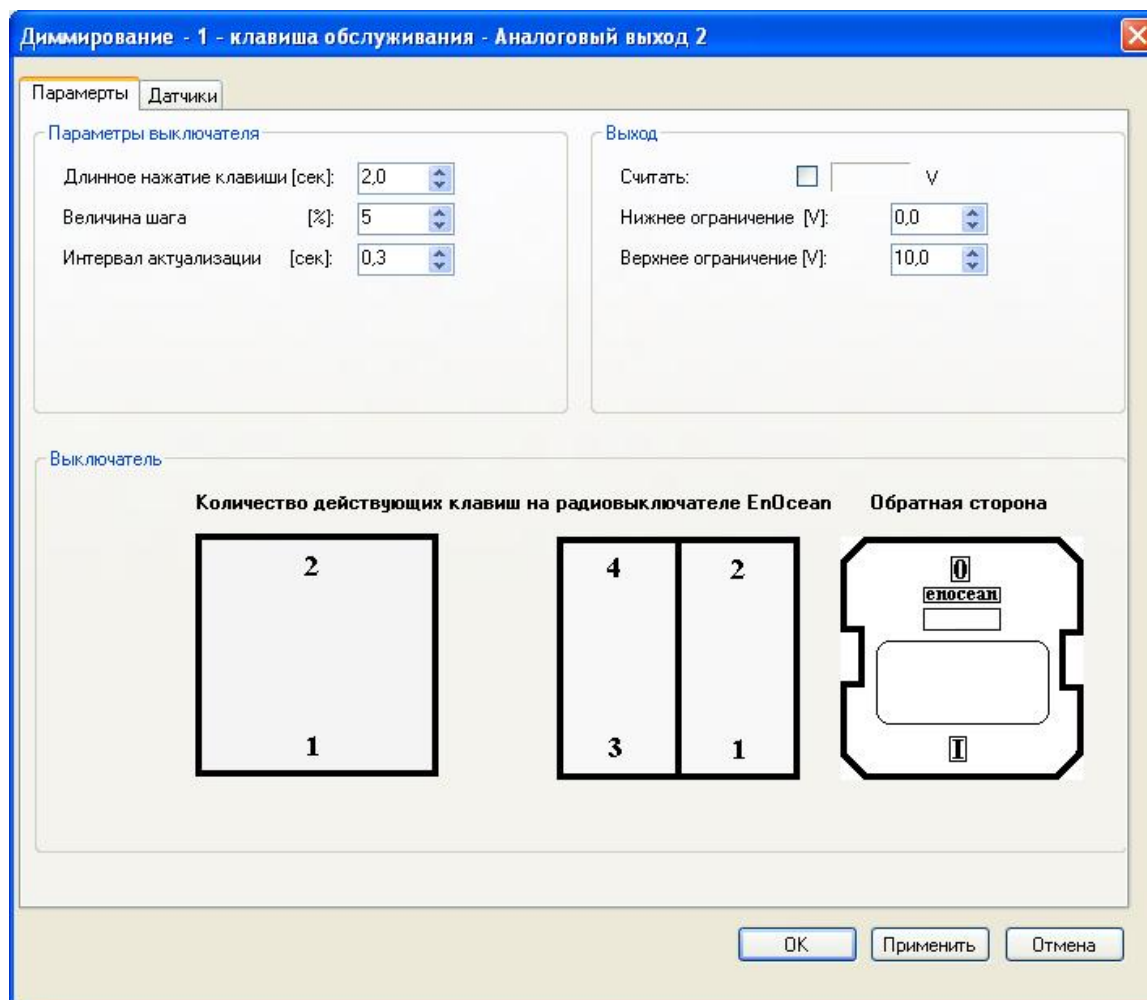 Диммирование - 1 - клавиша обслуживания - Аналоговый выход 2
Парамерты Датчики
Параметры выключателя
Длинное нажатие клавиши [сек]: 2,0
Величина шага [%]: 5
Интервал актуализации [сек]: 0,3
Выход
Считать: V
Нижнее ограничение [V]: 0,0
Верхнее ограничение [V]: 10,0
Выключатель
Количество действующих клавиш на радиовыключателе EnOcean
Обратная сторона
2
1
4 2
3 1
0
enocean
I
OK Применить Отмена